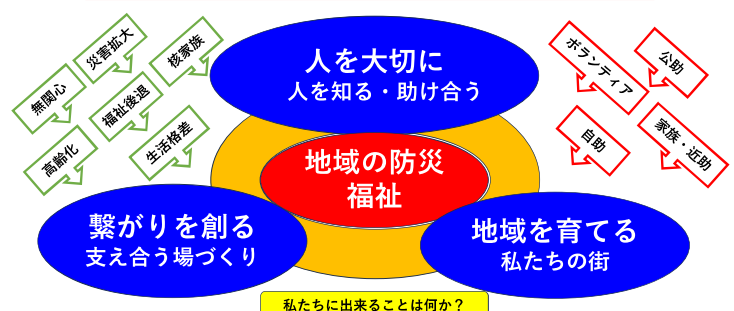 災害拡大
核家族
無関心
福祉後退
高齢化
生活格差
人を大切に
人を知る・助け合う
ボランティア
公助
自助
家族・近助
地域の防災
福祉
繋がりを創る
支え合う場づくり
地域を育てる
私たちの街
私たちに出来ることは何か？